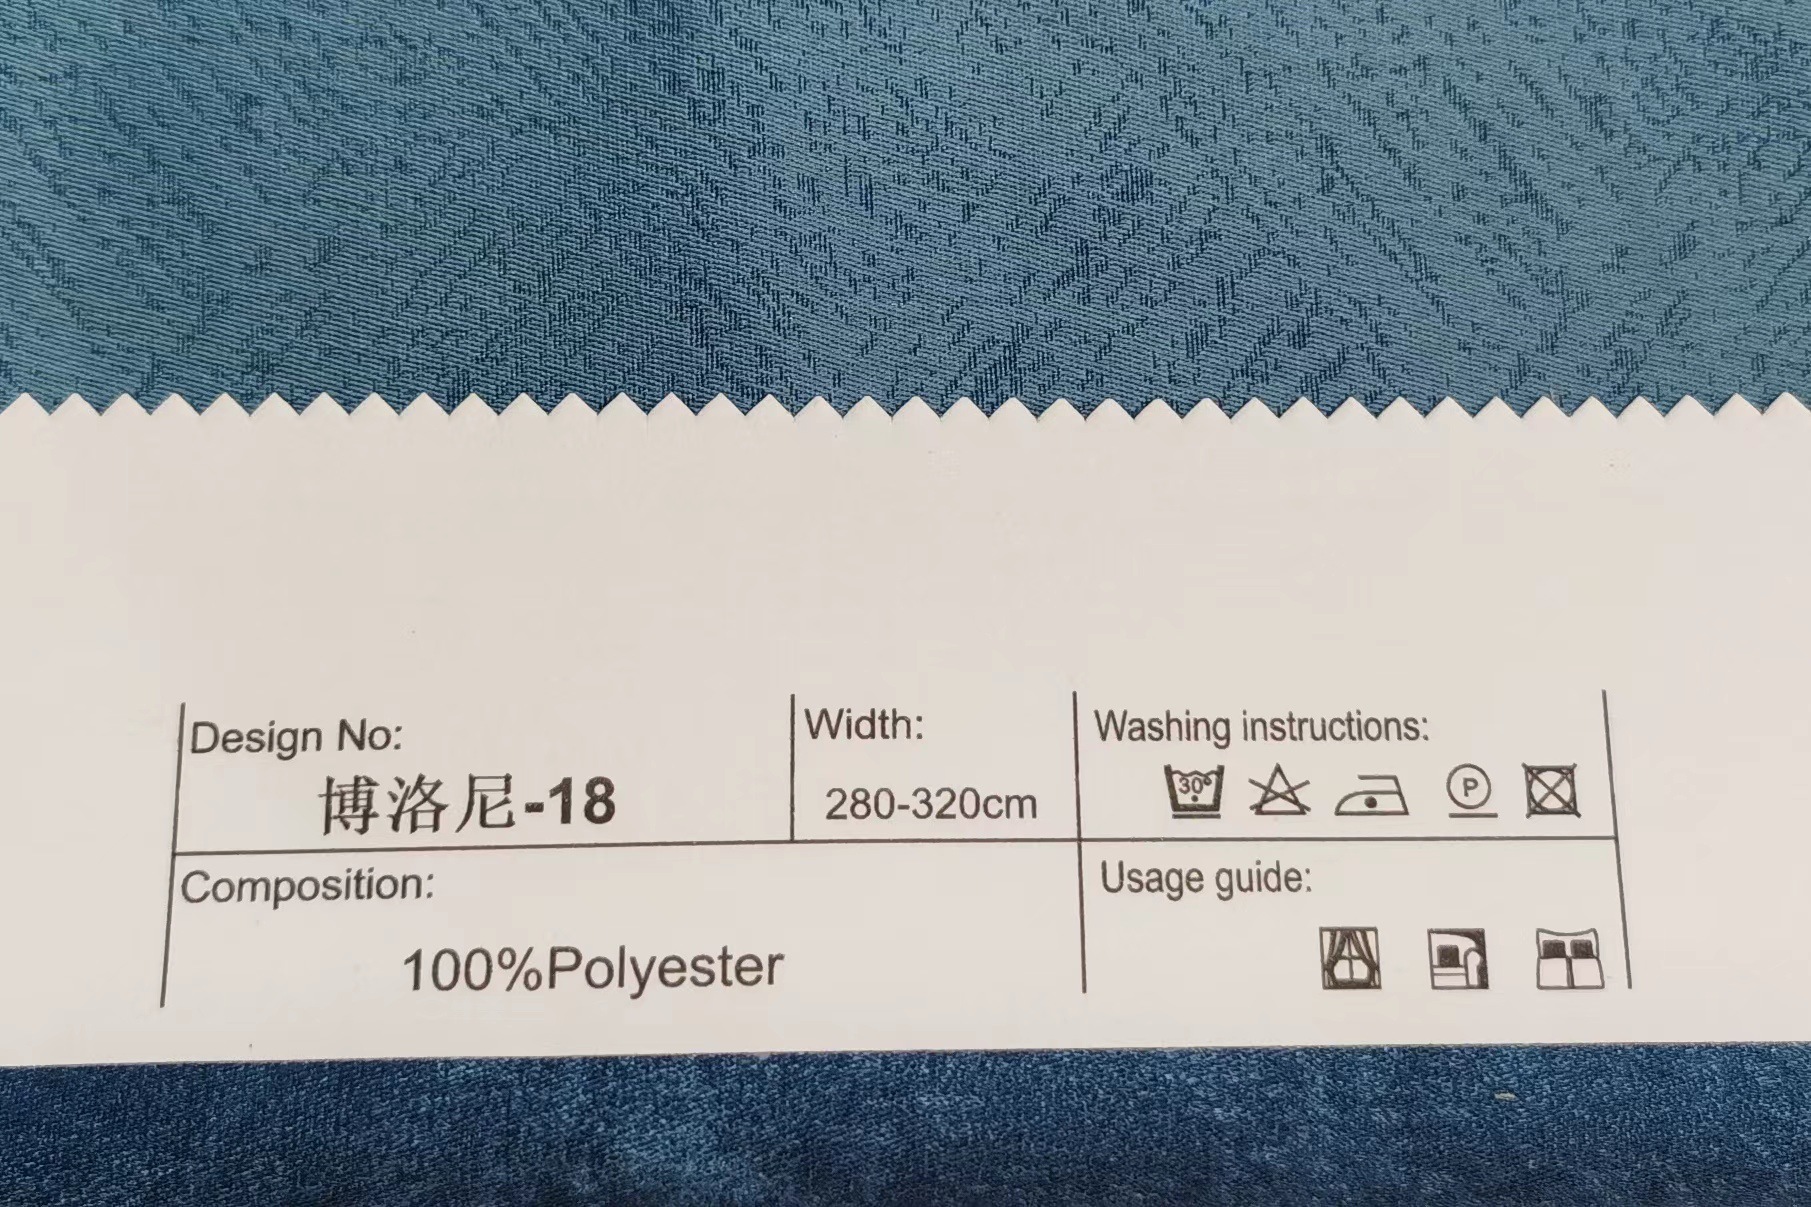 Design No:
博洛尼-18
Width:
280-320cm
Washing instructions:
30°
P
Composition:
100%Polyester
Usage guide: